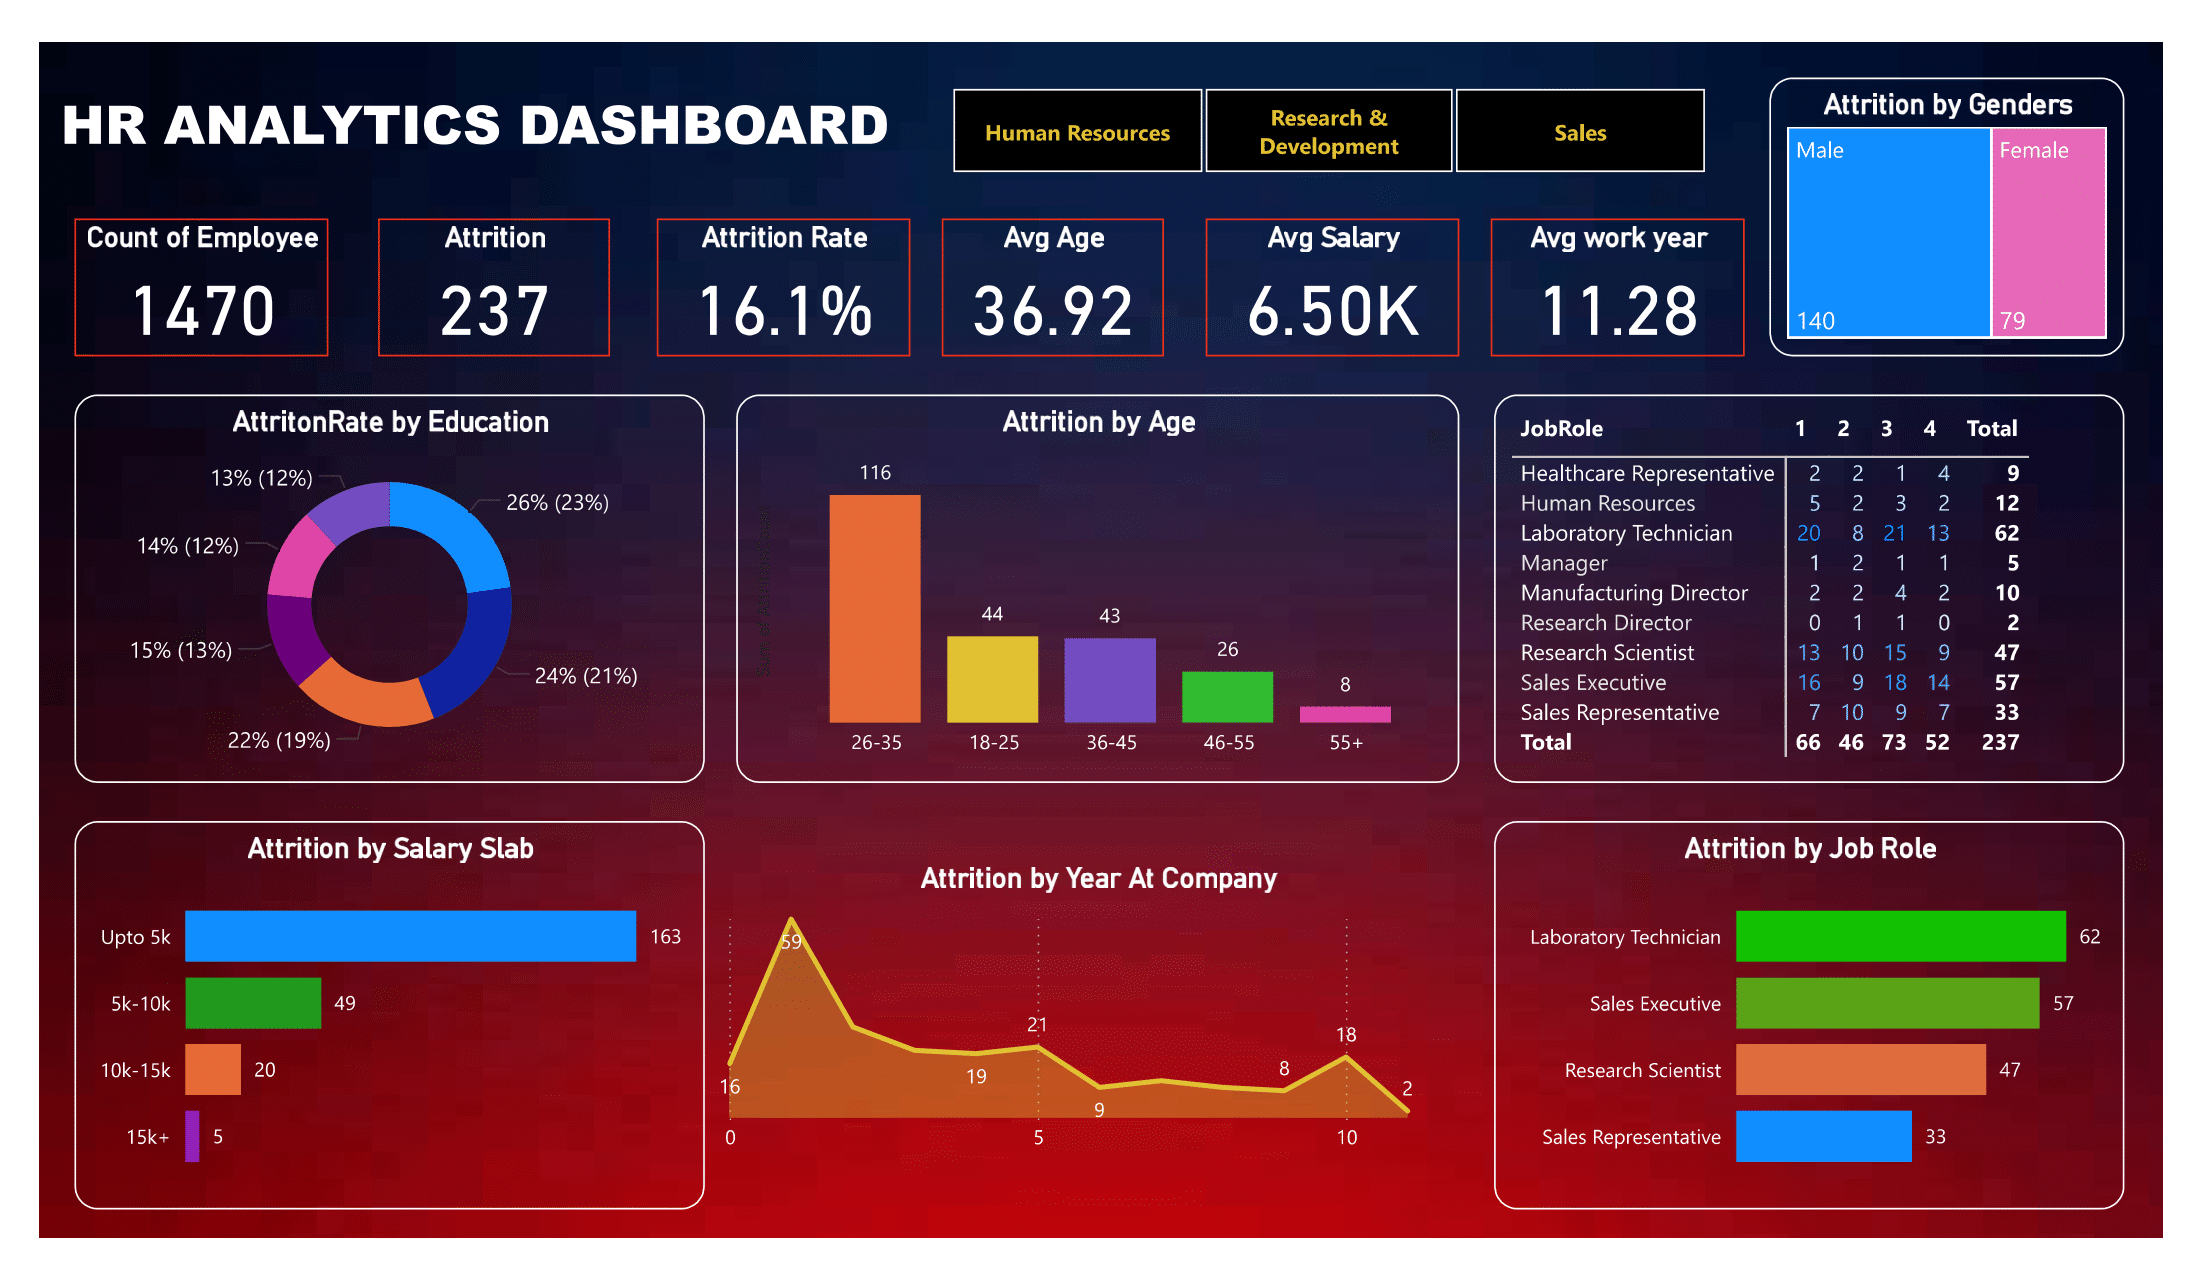 HR ANALYTICS DASHBOARD
Human Resources
Research &
Development
Sales
Attrition by Genders
Male
Female
140
79
Count of Employee
1470
Attrition
237
Attrition Rate
16.1%
Avg Age
36.92
Avg Salary
6.50K
Avg work year
11.28
AttritonRate by Education
13% (12%)
26% (23%)
14% (12%)
15% (13%)
24% (21%)
22% (19%)
Attrition by Age
116
44
43
26
8
26-35 18-25 36-45 46-55 55+
JobRole 1 2 3 4 Total
Healthcare Representative 2 2 1 4 9
Human Resources 5 2 3 2 12
Laboratory Technician 20 8 21 13 62
Manager 1 2 1 1 5
Manufacturing Director 2 2 4 2 10
Research Director 0 1 1 0 2
Research Scientist 13 10 15 9 47
Sales Executive 16 9 18 14 57
Sales Representative 7 10 9 7 33
Total 66 46 73 52 237
Attrition by Salary Slab
Upto 5k 163
5k-10k 49
10k-15k 20
15k+ 5
Attrition by Year At Company
59
21
18
19
8
16
2
9
0 5 10
Attrition by Job Role
Laboratory Technician 62
Sales Executive 57
Research Scientist 47
Sales Representative 33